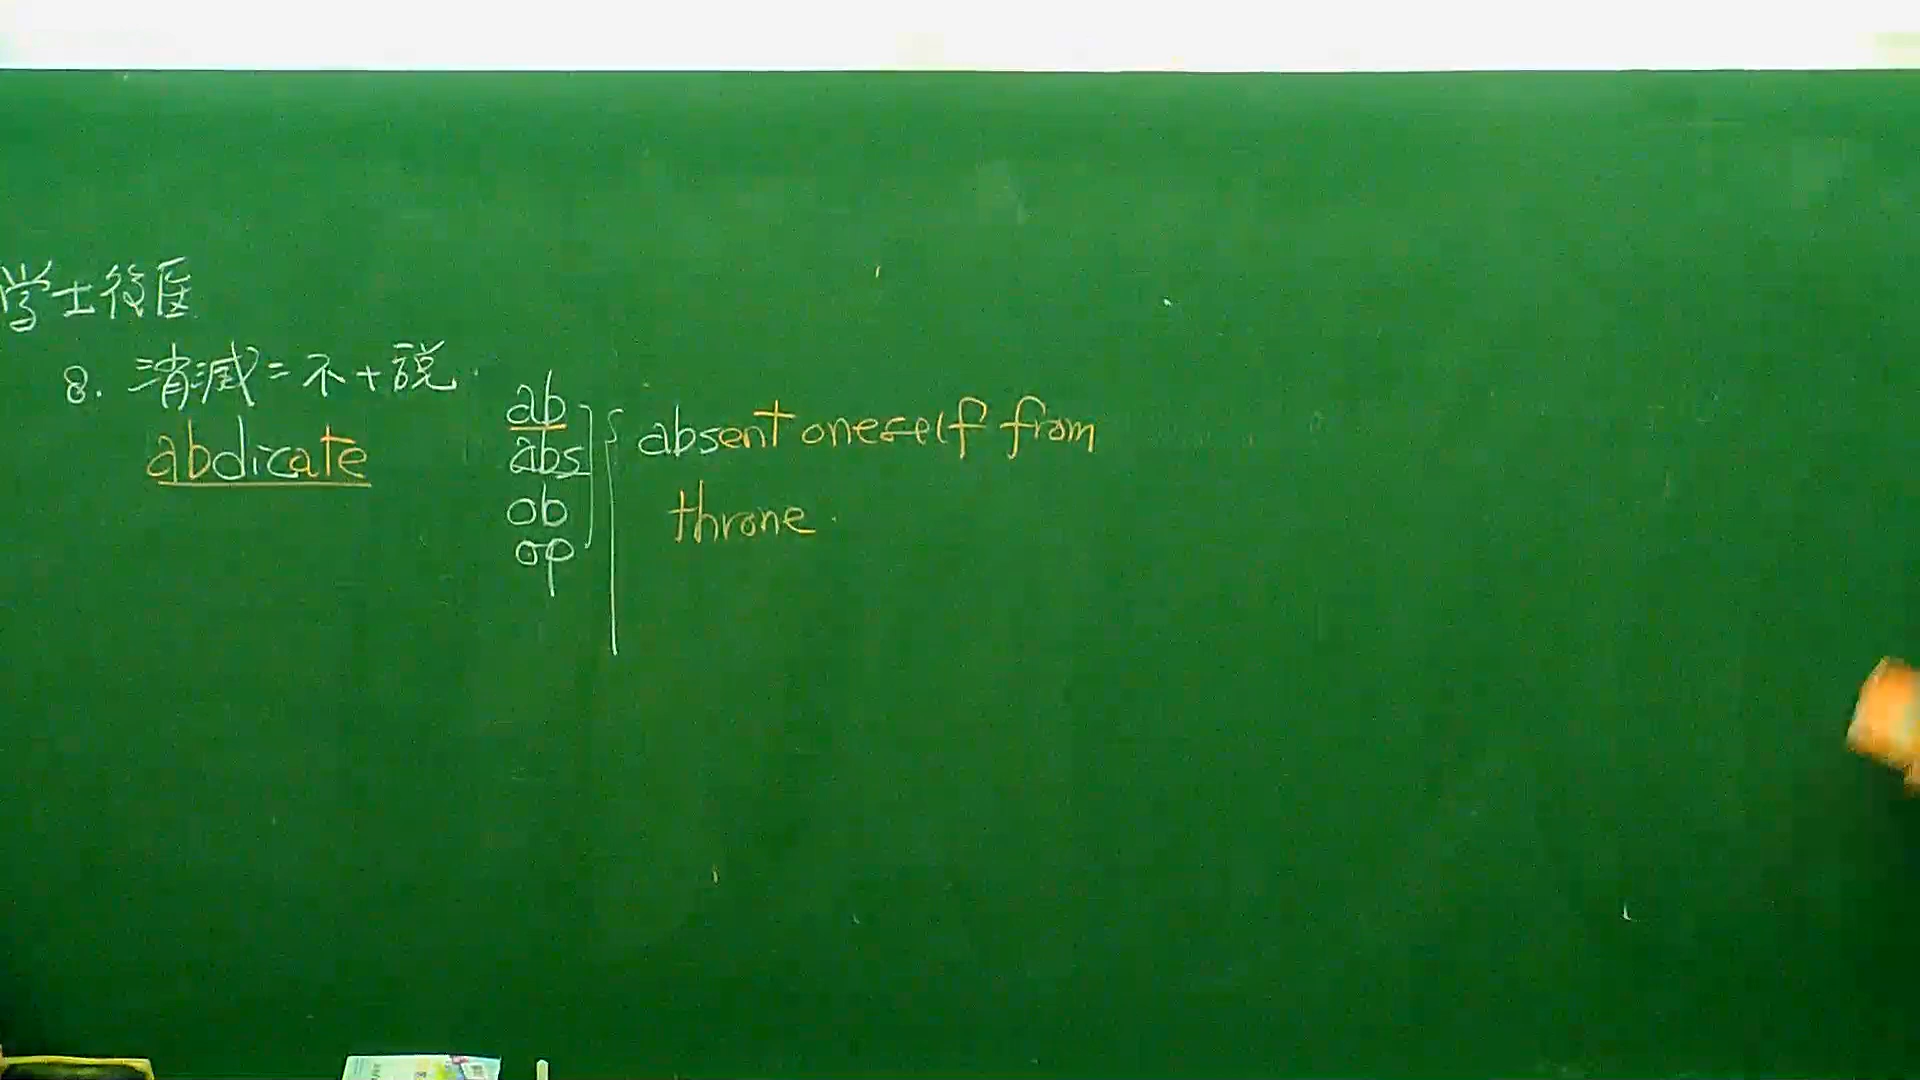 学士後医
8. 消滅=不+說
abdicate
ab
abs
ob
op
absent oneself from
throne.